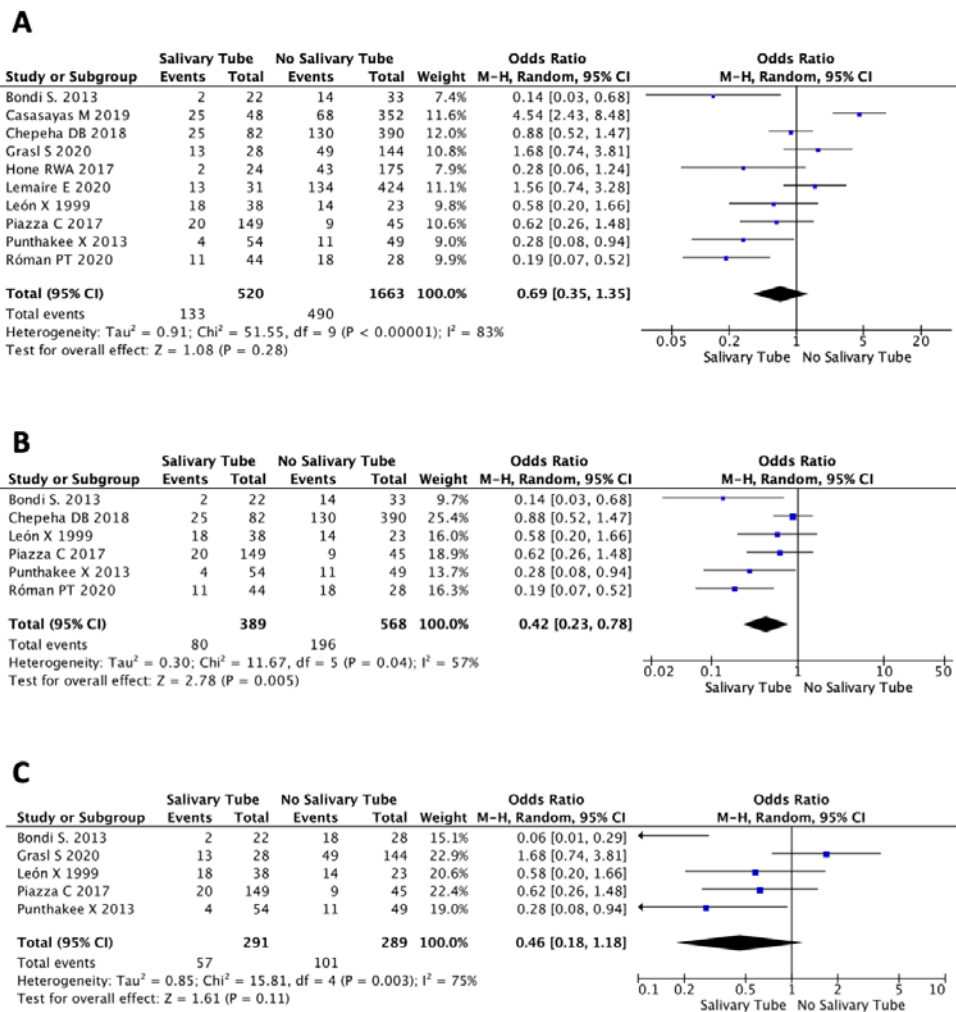 A
Salivary Tube No Salivary Tube Odds Ratio Odds Ratio
Study or Subgroup Events Total Events Total Weight M-H, Random, 95% CI M-H, Random, 95% CI
Bondi S. 2013 2 22 14 33 7.4% 0.14 [0.03, 0.68]
Casasayas M 2019 25 48 68 352 11.6% 4.54 [2.43, 8.48]
Chepeha DB 2018 25 82 130 390 12.0% 0.88 [0.52, 1.47]
Grasl S 2020 13 28 49 144 10.8% 1.68 [0.74, 3.81]
Hone RWA 2017 2 24 43 175 7.9% 0.28 [0.06, 1.24]
Lemaire E 2020 13 31 134 424 11.1% 1.56 [0.74, 3.28]
León X 1999 18 38 14 23 9.8% 0.58 [0.20, 1.66]
Piazza C 2017 20 149 9 45 10.6% 0.62 [0.26, 1.48]
Punthakee X 2013 4 54 11 49 9.0% 0.28 [0.08, 0.94]
Róman PT 2020 11 44 18 28 9.9% 0.19 [0.07, 0.52]
Total (95% CI) 520 1663 100.0% 0.69 [0.35, 1.35]
Total events 133 490
Heterogeneity: Tau² = 0.91; Chi² = 51.55, df = 9 (P < 0.00001); I² = 83%
Test for overall effect: Z = 1.08 (P = 0.28)
0.05 0.2 1 5 20
Salivary Tube No Salivary Tube
B
Salivary Tube No Salivary Tube Odds Ratio Odds Ratio
Study or Subgroup Events Total Events Total Weight M-H, Random, 95% CI M-H, Random, 95% CI
Bondi S. 2013 2 22 14 33 9.7% 0.14 [0.03, 0.68]
Chepeha DB 2018 25 82 130 390 25.4% 0.88 [0.52, 1.47]
León X 1999 18 38 14 23 16.0% 0.58 [0.20, 1.66]
Piazza C 2017 20 149 9 45 18.9% 0.62 [0.26, 1.48]
Punthakee X 2013 4 54 11 49 13.7% 0.28 [0.08, 0.94]
Róman PT 2020 11 44 18 28 16.3% 0.19 [0.07, 0.52]
Total (95% CI) 389 568 100.0% 0.42 [0.23, 0.78]
Total events 80 196
Heterogeneity: Tau² = 0.30; Chi² = 11.67, df = 5 (P = 0.04); I² = 57%
Test for overall effect: Z = 2.78 (P = 0.005)
0.02 0.1 1 10 50
Salivary Tube No Salivary Tube
C
Salivary Tube No Salivary Tube Odds Ratio Odds Ratio
Study or Subgroup Events Total Events Total Weight M-H, Random, 95% CI M-H, Random, 95% CI
Bondi S. 2013 2 22 18 28 15.1% 0.06 [0.01, 0.29]
Grasl S 2020 13 28 49 144 22.9% 1.68 [0.74, 3.81]
León X 1999 18 38 14 23 20.6% 0.58 [0.20, 1.66]
Piazza C 2017 20 149 9 45 22.4% 0.62 [0.26, 1.48]
Punthakee X 2013 4 54 11 49 19.0% 0.28 [0.08, 0.94]
Total (95% CI) 291 289 100.0% 0.46 [0.18, 1.18]
Total events 57 101
Heterogeneity: Tau² = 0.85; Chi² = 15.81, df = 4 (P = 0.003); I² = 75%
Test for overall effect: Z = 1.61 (P = 0.11)
0.1 0.2 0.5 1 2 5 10
Salivary Tube No Salivary Tube